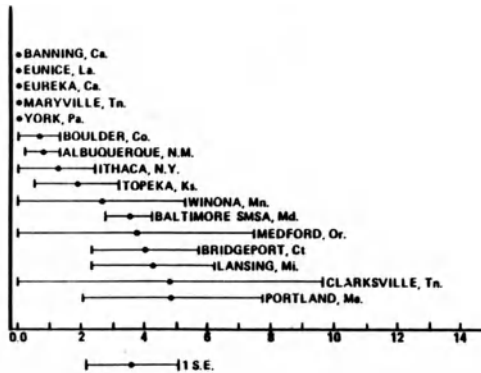 BANNING, Ca.
EUNICE, La.
EUREKA, Ca.
MARYVILLE, Tn.
YORK, Pa.
BOULDER, Co.
ALBUQUERQUE, N.M.
ITHACA, N.Y.
TOPEKA, Ks.
WINONA, Mn.
BALTIMORE SMSA, Md.
MEDFORD, Or.
BRIDGEPORT, Ct
LANSING, Mi.
CLARKSVILLE, Tn.
PORTLAND, Me.
0.0 2 4 6 8 10 12 14
1 S.E.